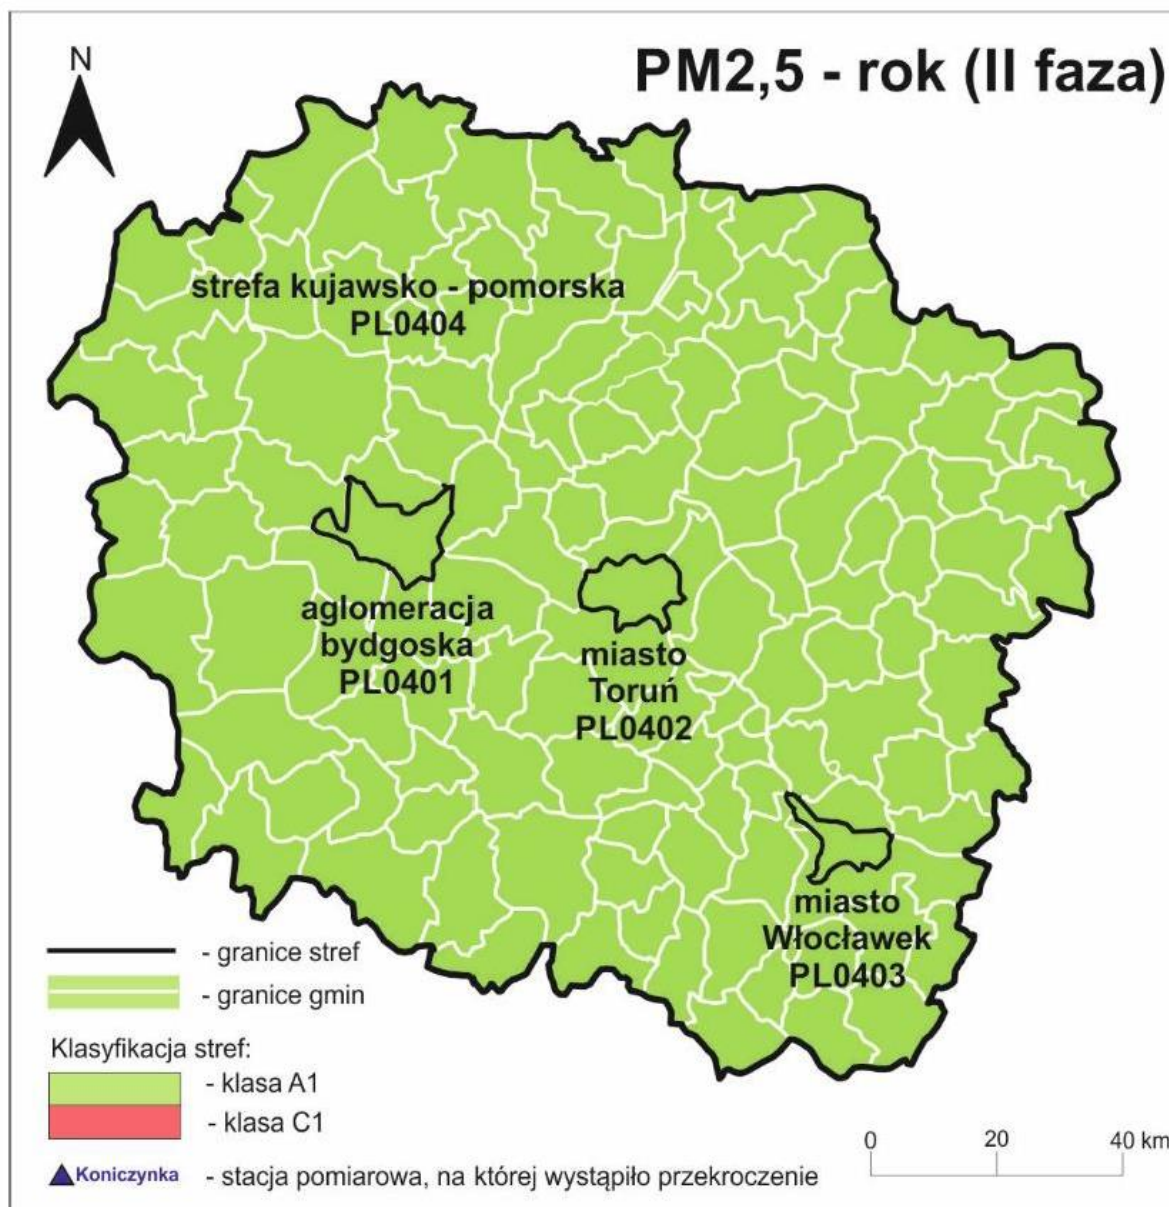 N
PM2,5 - rok (II faza)
strefa kujawsko - pomorska
PL0404
aglomeracja
bydgoska
PL0401
miasto
Toruń
PL0402
miasto
Włocławek
PL0403
- granice stref
- granice gmin
Klasyfikacja stref:
- klasa A1
- klasa C1
Koniczynka - stacja pomiarowa, na której wystąpiło przekroczenie
0 20 40 km